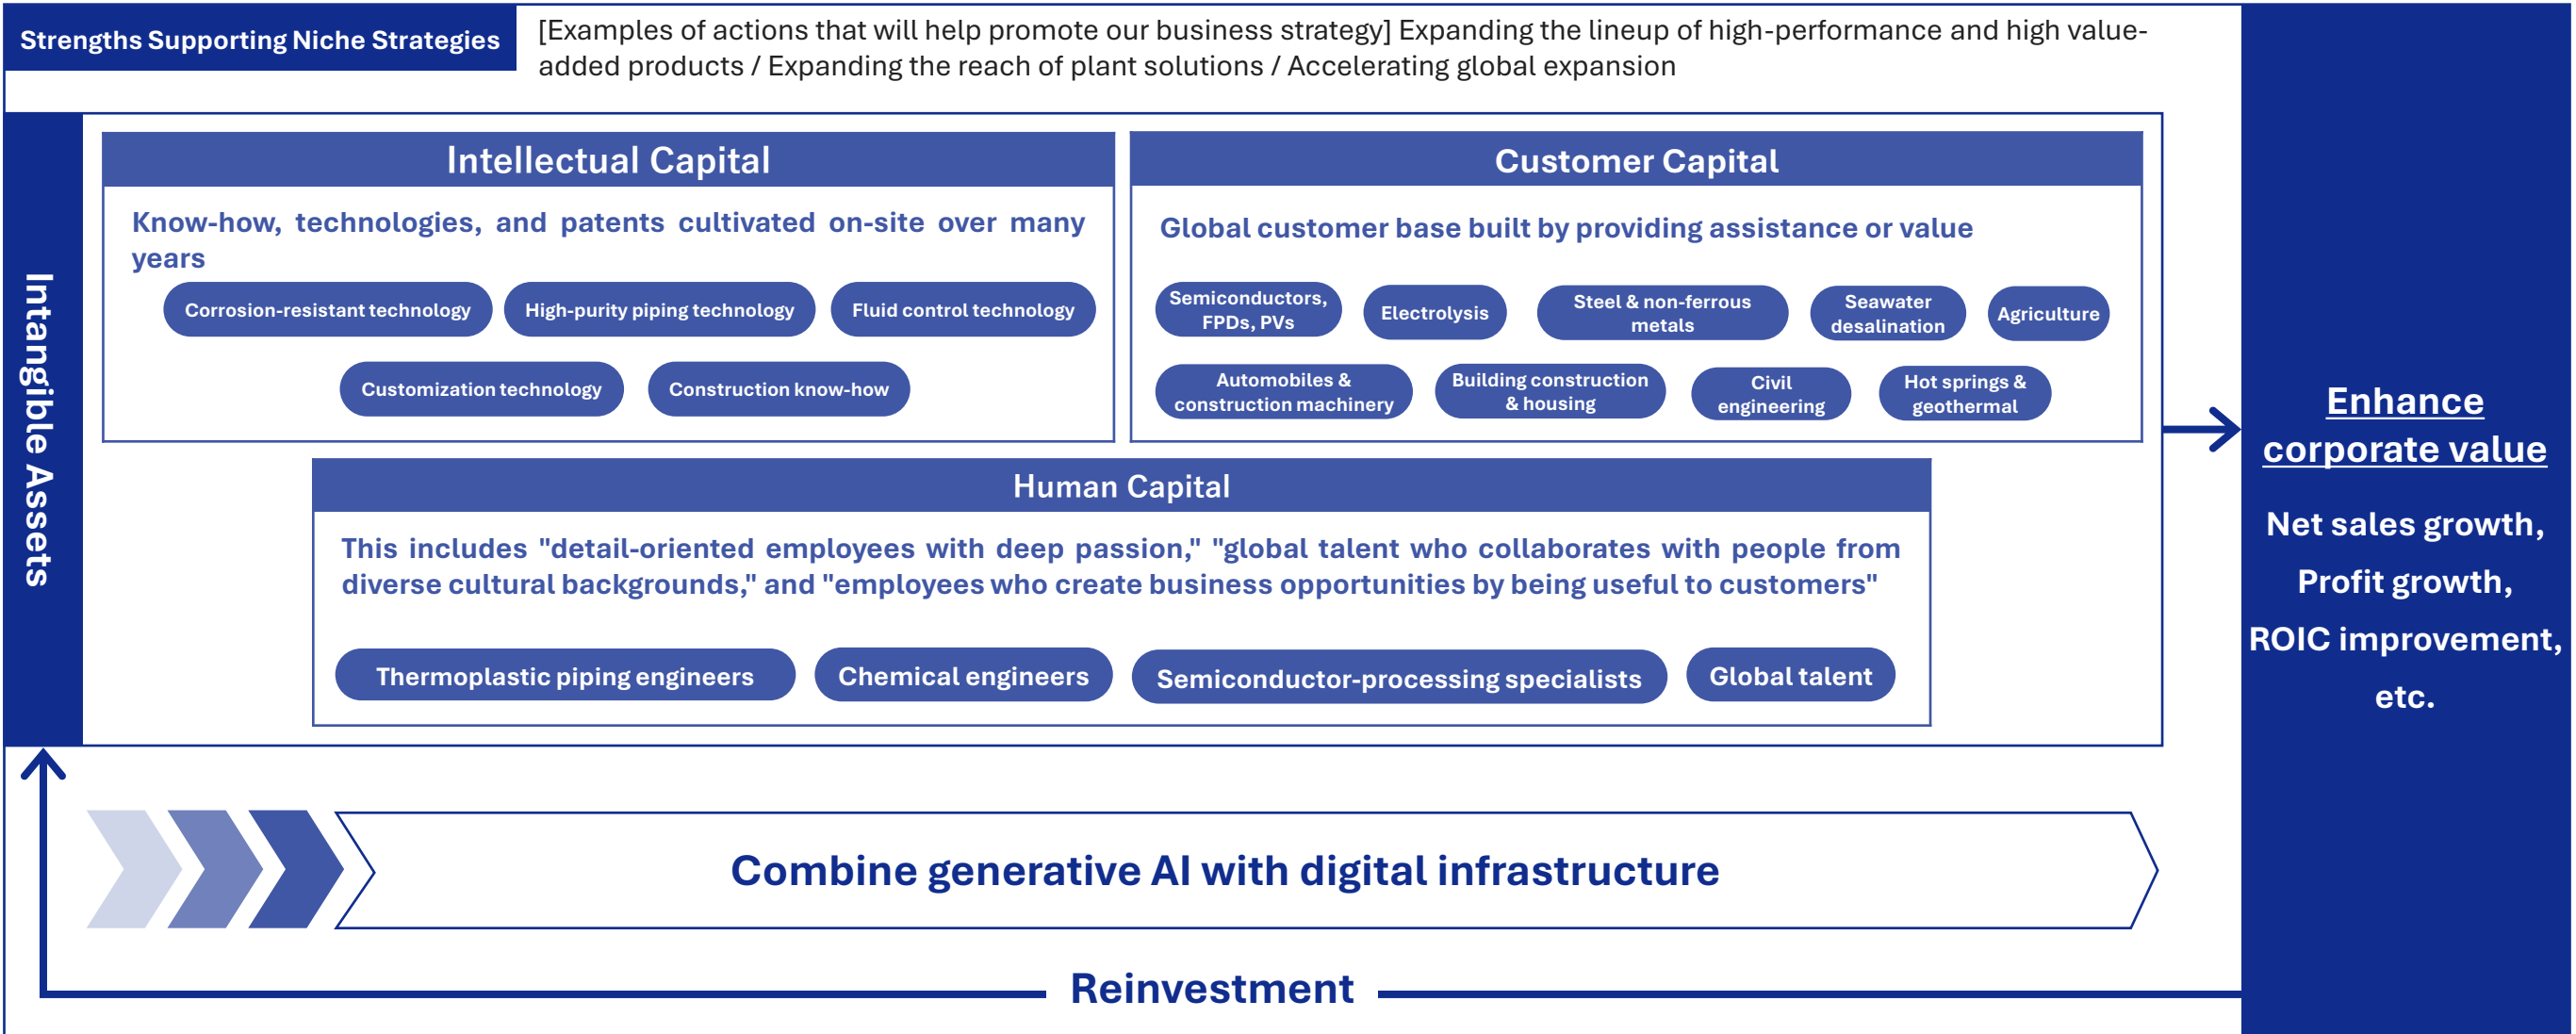 Strengths Supporting Niche Strategies
[Examples of actions that will help promote our business strategy] Expanding the lineup of high-performance and high value-
added products / Expanding the reach of plant solutions / Accelerating global expansion
Intangible Assets
Intellectual Capital
Know-how, technologies, and patents cultivated on-site over many
years
Corrosion-resistant technology
High-purity piping technology
Fluid control technology
Customization technology
Construction know-how
Customer Capital
Global customer base built by providing assistance or value
Semiconductors,
FPDs, PVs
Electrolysis
Steel & non-ferrous
metals
Seawater
desalination
Agriculture
Automobiles &
construction machinery
Building construction
& housing
Civil
engineering
Hot springs &
geothermal
Human Capital
This includes "detail-oriented employees with deep passion," "global talent who collaborates with people from
diverse cultural backgrounds," and "employees who create business opportunities by being useful to customers"
Thermoplastic piping engineers
Chemical engineers
Semiconductor-processing specialists
Global talent
Enhance
corporate value
Net sales growth,
Profit growth,
ROIC improvement,
etc.
Combine generative AI with digital infrastructure
Reinvestment